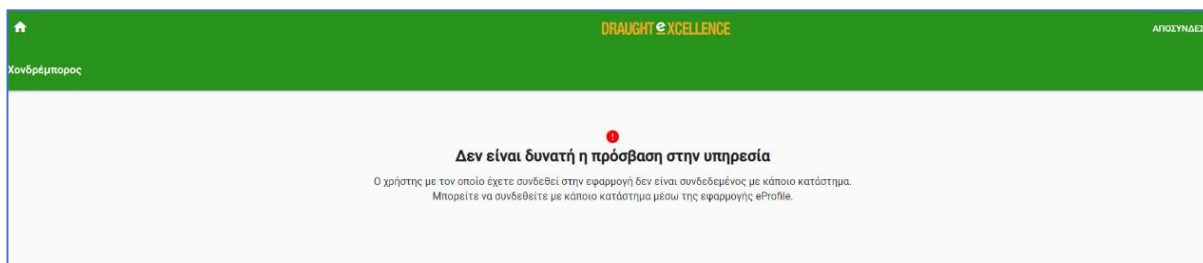 DRAUGHT eXCELLENCE
ΑΠΟΣΥΝΔΕΣ
Χονδρέμπορος
Δεν είναι δυνατή η πρόσβαση στην υπηρεσία
Ο χρήστης με τον οποίο έχετε συνδεθεί στην εφαρμογή δεν είναι συνδεδεμένος με κάποιο κατάστημα.
Μπορείτε να συνδεθείτε με κάποιο κατάστημα μέσω της εφαρμογής eProfile.